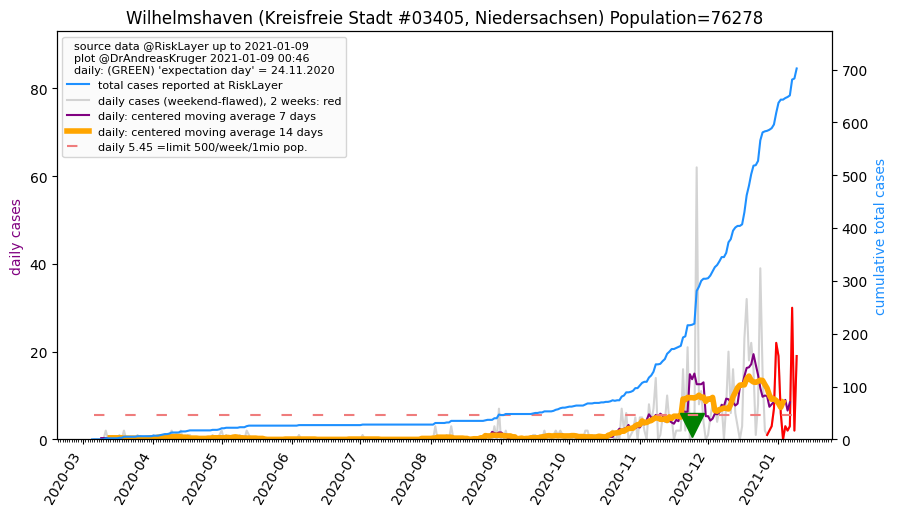 Wilhelmshaven (Kreisfreie Stadt #03405, Niedersachsen) Population=76278
source data @RiskLayer up to 2021-01-09
plot @DrAndreasKruger 2021-01-09 00:46
daily: (GREEN) 'expectation day' = 24.11.2020
total cases reported at RiskLayer
daily cases (weekend-flawed), 2 weeks: red
daily: centered moving average 7 days
daily: centered moving average 14 days
daily 5.45 =limit 500/week/1mio pop.
daily cases
80
60
40
20
0
cumulative total cases
700
600
500
400
300
200
100
0
2020-03
2020-04
2020-05
2020-06
2020-07
2020-08
2020-09
2020-10
2020-11
2020-12
2021-01